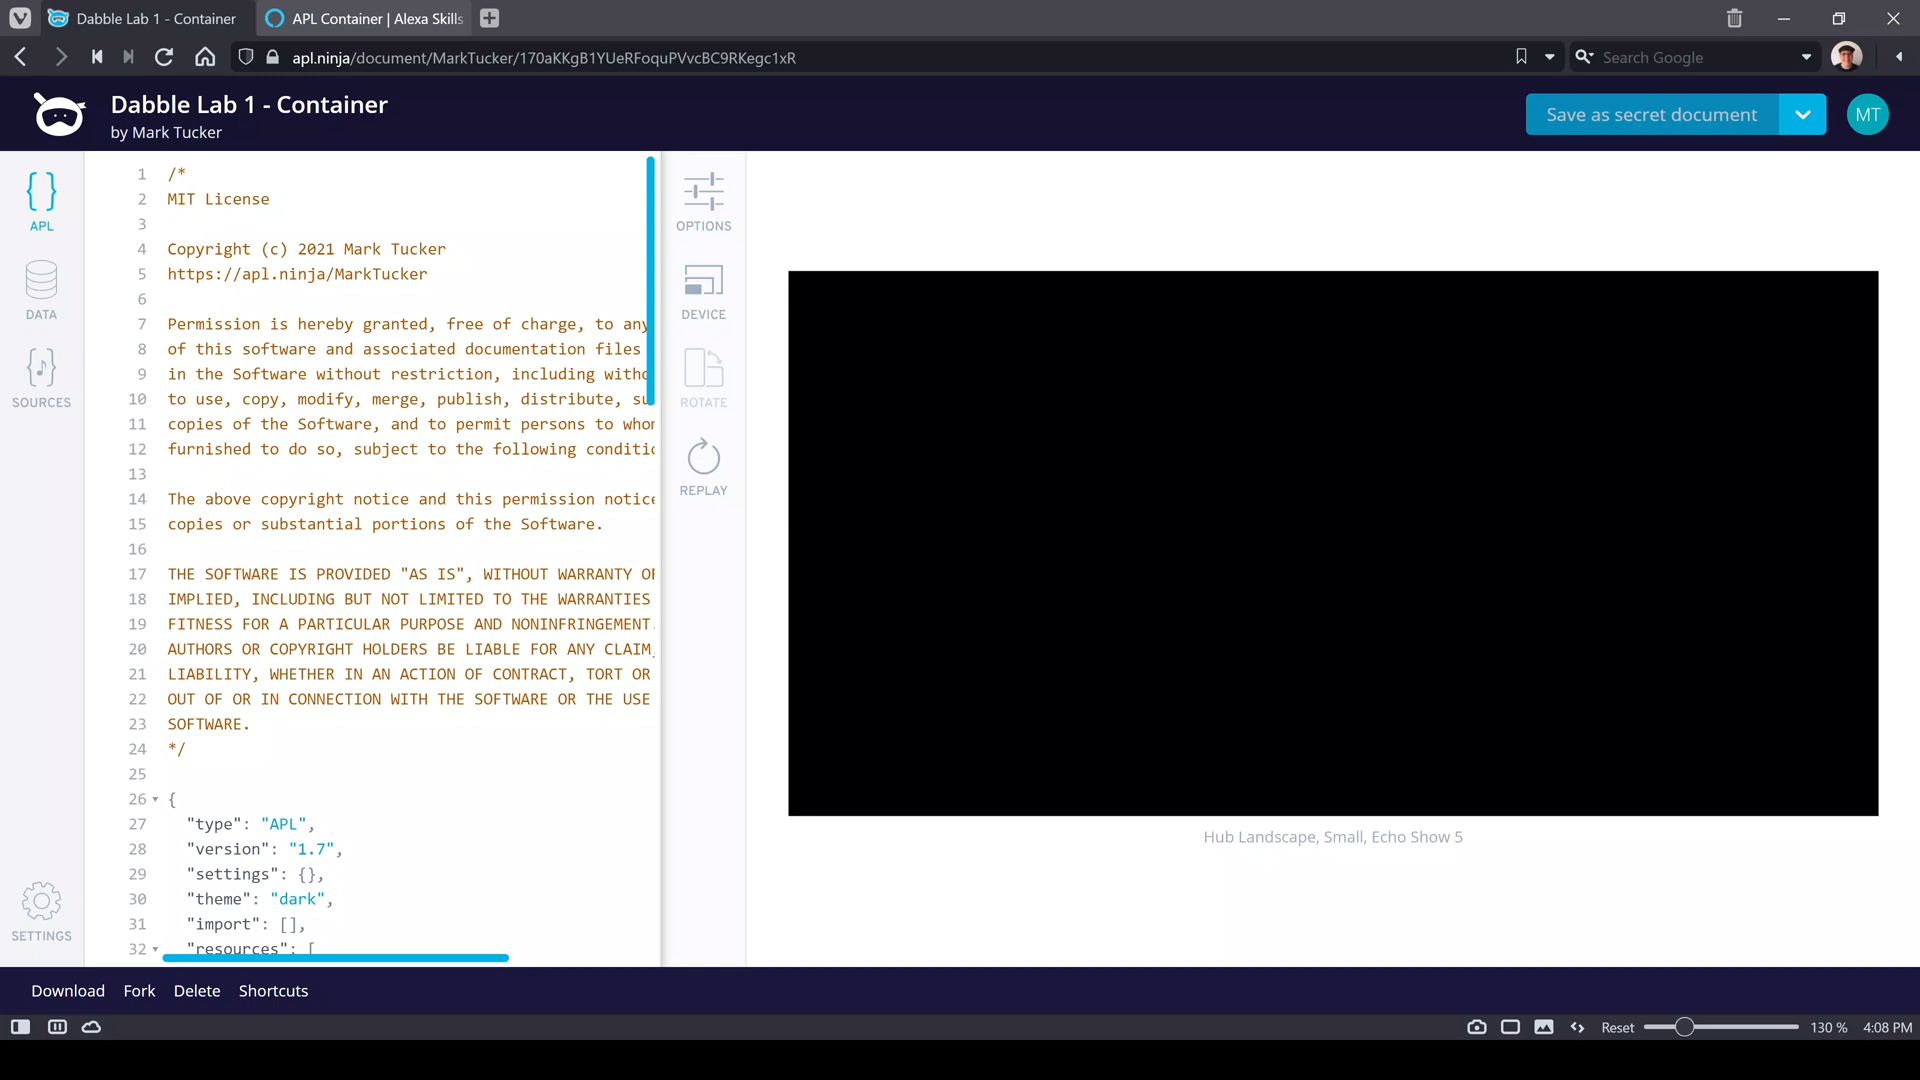 Dabble Lab 1 - Container
APL Container | Alexa Skills
apl.ninja/document/MarkTucker/170aKKgB1YUeRFoquPVvcBC9RKegc1xR
Search Google
Dabble Lab 1 - Container
by Mark Tucker
Save as secret document
MT
APL
DATA
SOURCES
SETTINGS
1 /*
2 MIT License
3
4 Copyright (c) 2021 Mark Tucker
5 https://apl.ninja/MarkTucker
6
7 Permission is hereby granted, free of charge, to any
8 of this software and associated documentation files
9 in the Software without restriction, including witho
10 to use, copy, modify, merge, publish, distribute, su
11 copies of the Software, and to permit persons to whom
12 furnished to do so, subject to the following conditio
13
14 The above copyright notice and this permission notice
15 copies or substantial portions of the Software.
16
17 THE SOFTWARE IS PROVIDED "AS IS", WITHOUT WARRANTY OF
18 IMPLIED, INCLUDING BUT NOT LIMITED TO THE WARRANTIES
19 FITNESS FOR A PARTICULAR PURPOSE AND NONINFRINGEMENT.
20 AUTHORS OR COPYRIGHT HOLDERS BE LIABLE FOR ANY CLAIM,
21 LIABILITY, WHETHER IN AN ACTION OF CONTRACT, TORT OR
22 OUT OF OR IN CONNECTION WITH THE SOFTWARE OR THE USE
23 SOFTWARE.
24 */
25
26 {
27 "type": "APL",
28 "version": "1.7",
29 "settings": {},
30 "theme": "dark",
31 "import": [],
32 "resources": [
OPTIONS
DEVICE
ROTATE
REPLAY
Hub Landscape, Small, Echo Show 5
Download Fork Delete Shortcuts
Reset 130 % 4:08 PM